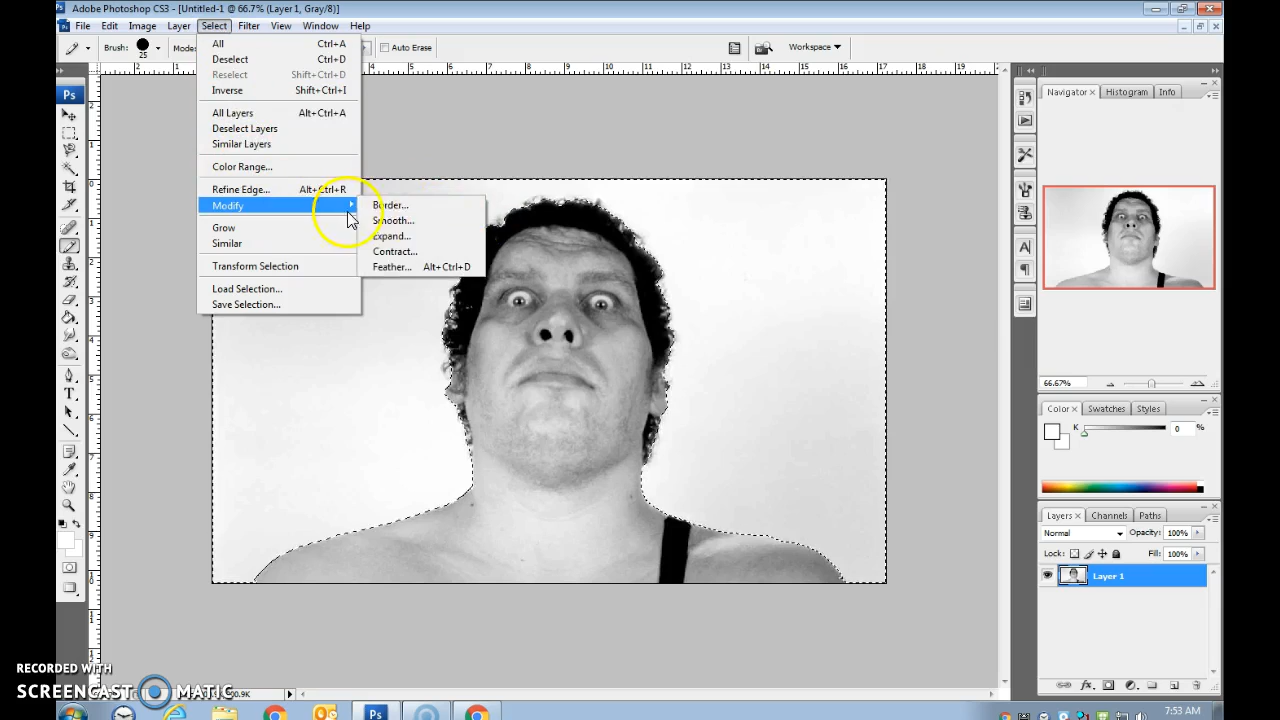 Adobe Photoshop CS3 - [Untitled-1 @ 66.7% (Layer 1, Gray/8)]
File Edit Image Layer Select Filter View Window Help
Brush: 25 Mode: Auto Erase Workspace
All Ctrl+A
Deselect Ctrl+D
Reselect Shift+Ctrl+D
Inverse Shift+Ctrl+I
All Layers Alt+Ctrl+A
Deselect Layers
Similar Layers
Color Range...
Refine Edge... Alt+Ctrl+R
Modify
Grow
Similar
Transform Selection
Load Selection...
Save Selection...
Border...
Smooth...
Expand...
Contract...
Feather... Alt+Ctrl+D
Navigator Histogram Info
66.67%
Color Swatches Styles
K 0 %
Layers Channels Paths
Normal Opacity: 100%
Lock: Fill: 100%
Layer 1
RECORDED WITH
SCREENCAST MATIC
7:53 AM